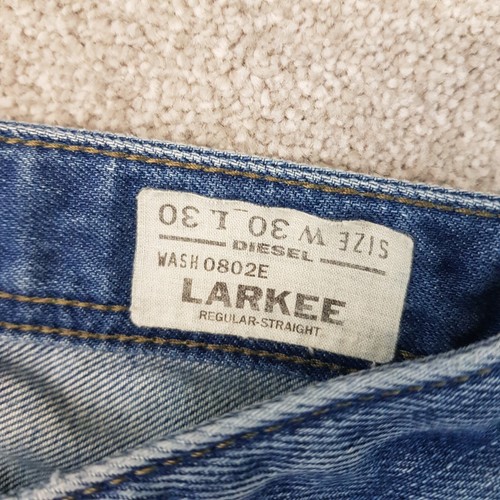 SIZE W 30 L 30
DIESEL
WASH 0802E
LARKEE
REGULAR-STRAIGHT